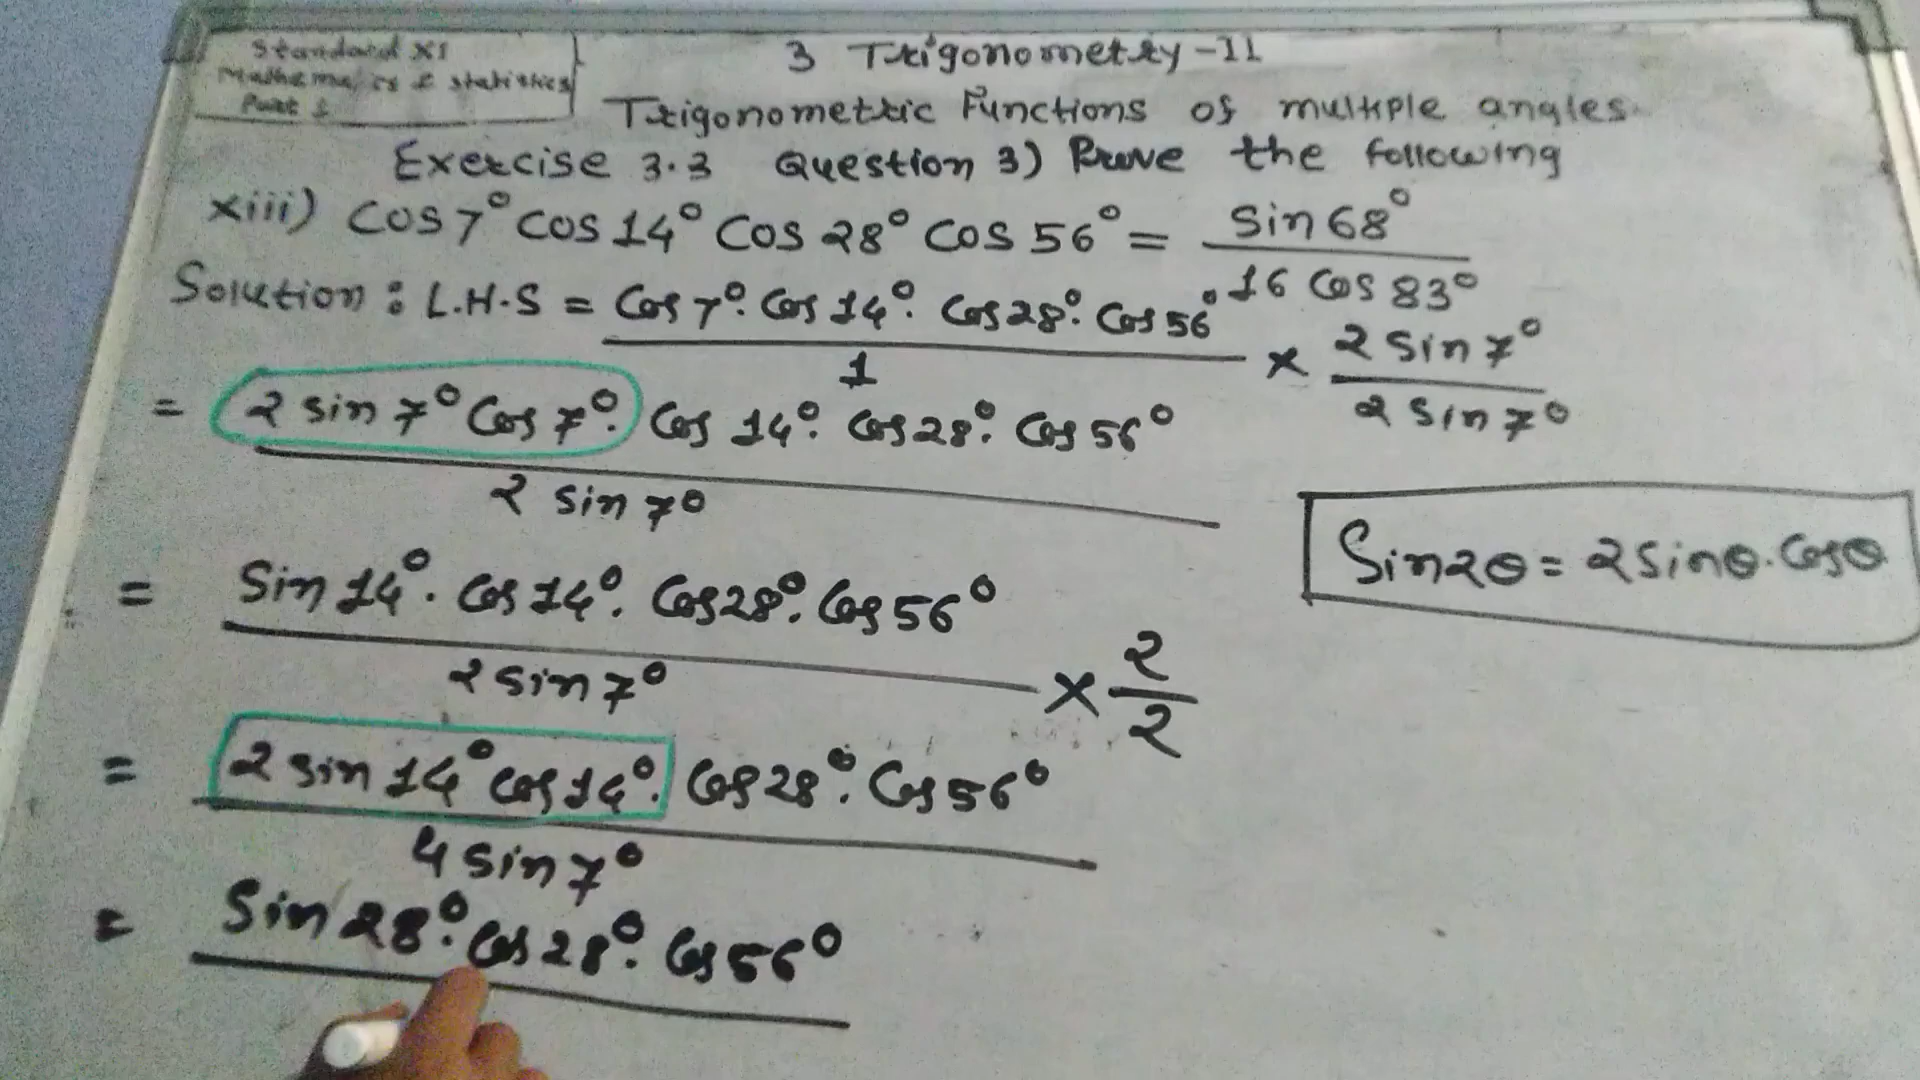 Standard XI
Mathematics & statistics
Part 1
3 Trigonometry-II
Trigonometric Functions of multiple angles.
Exercise 3.3 Question 3) Prove the following
xiii) cos 7° cos 14° cos 28° cos 56° = sin 68° / 16 cos 83°
Solution : L.H.S = cos 7°. cos 14°. cos 28°. cos 56° / 1 × 2 sin 7° / 2 sin 7°
= 2 sin 7° cos 7°. cos 14°. cos 28°. cos 56° / 2 sin 7°
Sin 2θ = 2 sinθ. cosθ
= Sin 14°. cos 14°. cos 28°. cos 56° / 2 sin 7° × 2 / 2
= 2 sin 14° cos 14°. cos 28°. cos 56° / 4 sin 7°
= Sin 28°. cos 28°. cos 56°